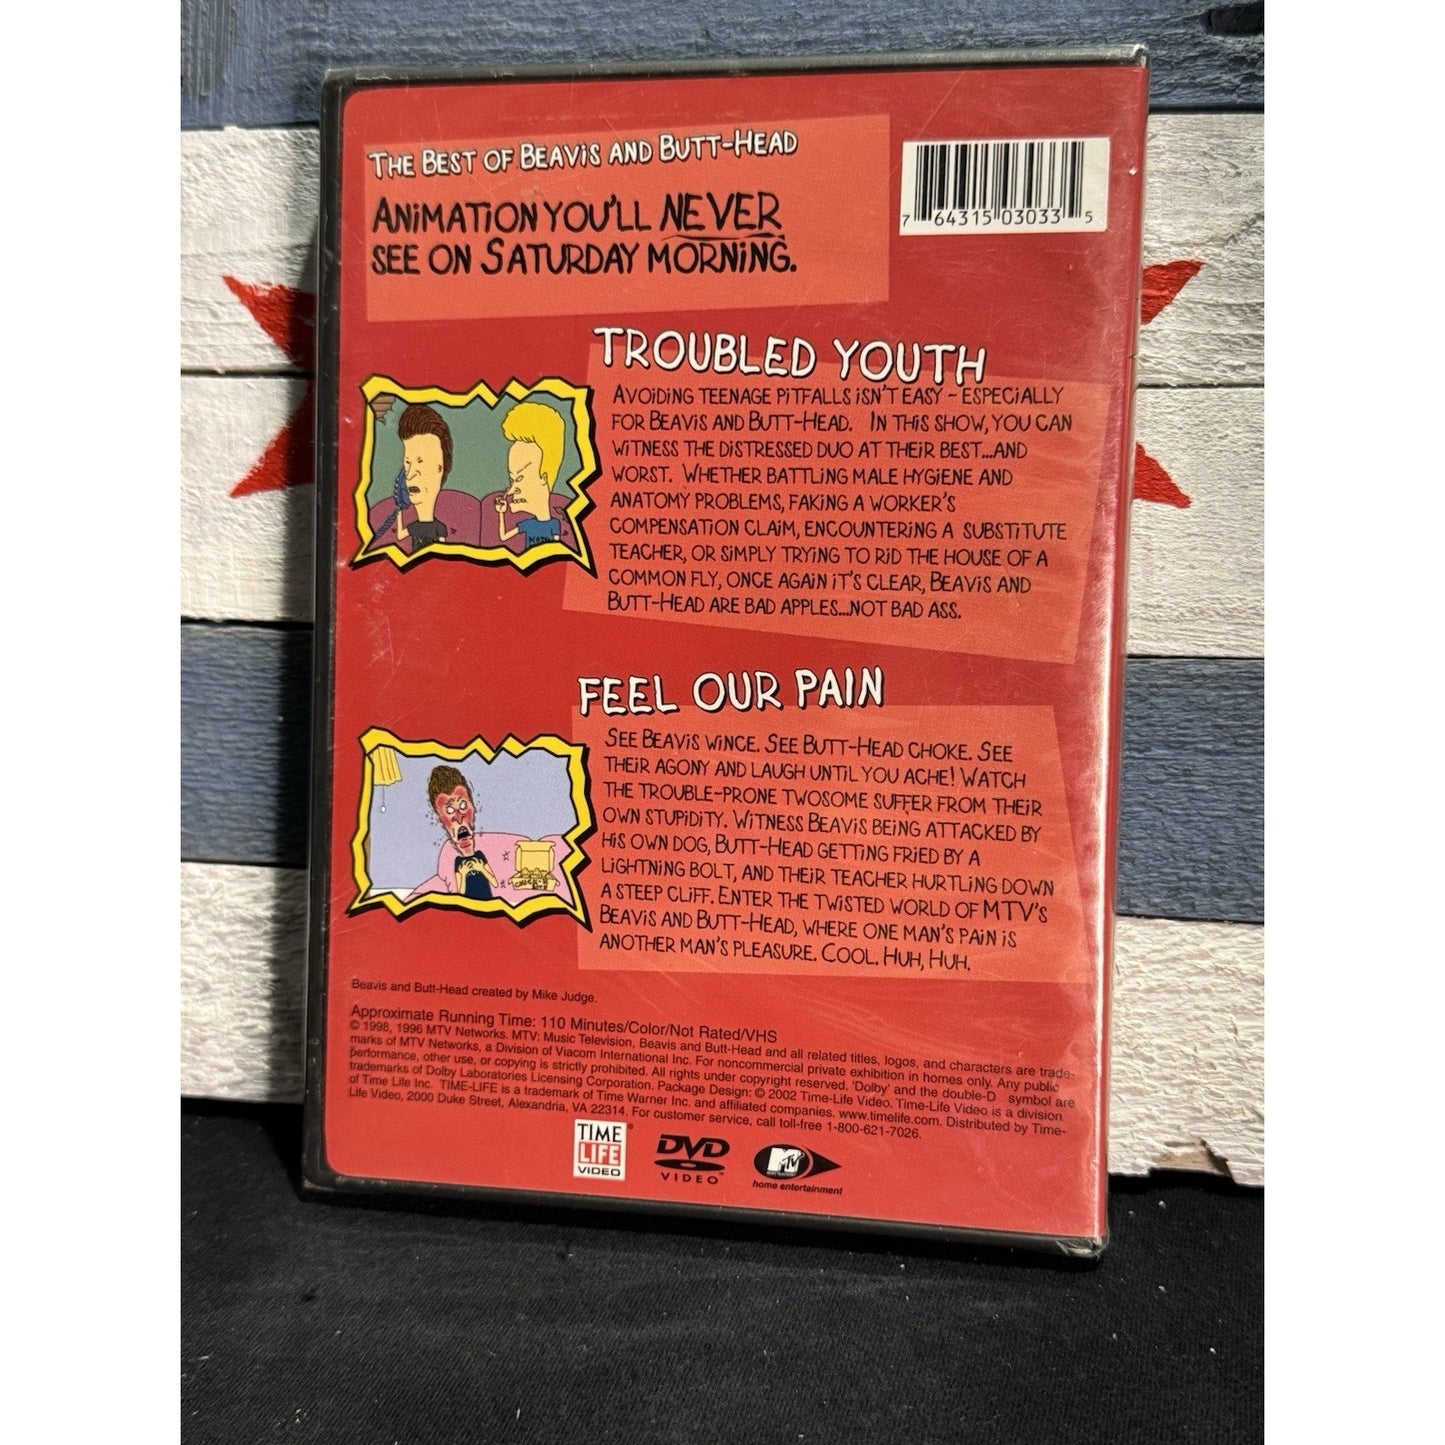 THE BEST OF BEAVIS AND BUTT-HEAD
ANIMATION YOU'LL NEVER
SEE ON SATURDAY MORNING.
7 64315 03033 5
TROUBLED YOUTH
AVOIDING TEENAGE PITFALLS ISN'T EASY - ESPECIALLY
FOR BEAVIS AND BUTT-HEAD. IN THIS SHOW, YOU CAN
WITNESS THE DISTRESSED DUO AT THEIR BEST...AND
WORST. WHETHER BATTLING MALE HYGIENE AND
ANATOMY PROBLEMS, FAKING A WORKER'S
COMPENSATION CLAIM, ENCOUNTERING A SUBSTITUTE
TEACHER, OR SIMPLY TRYING TO RID THE HOUSE OF A
COMMON FLY, ONCE AGAIN IT'S CLEAR, BEAVIS AND
BUTT-HEAD ARE BAD APPLES...NOT BAD ASS.
FEEL OUR PAIN
SEE BEAVIS WINCE. SEE BUTT-HEAD CHOKE. SEE
THEIR AGONY AND LAUGH UNTIL YOU ACHE! WATCH
THE TROUBLE-PRONE TWOSOME SUFFER FROM THEIR
OWN STUPIDITY. WITNESS BEAVIS BEING ATTACKED BY
HIS OWN DOG, BUTT-HEAD GETTING FRIED BY A
LIGHTNING BOLT, AND THEIR TEACHER HURTLING DOWN
A STEEP CLIFF. ENTER THE TWISTED WORLD OF MTV'S
BEAVIS AND BUTT-HEAD, WHERE ONE MAN'S PAIN IS
ANOTHER MAN'S PLEASURE. COOL. HUH, HUH.
Beavis and Butt-Head created by Mike Judge.
Approximate Running Time: 110 Minutes/Color/Not Rated/VHS
© 1998, 1996 MTV Networks. MTV: Music Television, Beavis and Butt-Head and all related titles, logos, and characters are trade-
marks of MTV Networks, a Division of Viacom International Inc. For noncommercial private exhibition in homes only. Any public
performance, other use, or copying is strictly prohibited. All rights under copyright reserved. 'Dolby' and the double-D symbol are
trademarks of Dolby Laboratories Licensing Corporation. Package Design: © 2002 Time-Life Video. Time-Life Video is a division
of Time Life Inc. TIME-LIFE is a trademark of Time Warner Inc. and affiliated companies. www.timelife.com. Distributed by Time-
Life Video, 2000 Duke Street, Alexandria, VA 22314. For customer service, call toll-free 1-800-621-7026.
TIME
LIFE
VIDEO
DVD
VIDEO
MTV
home entertainment